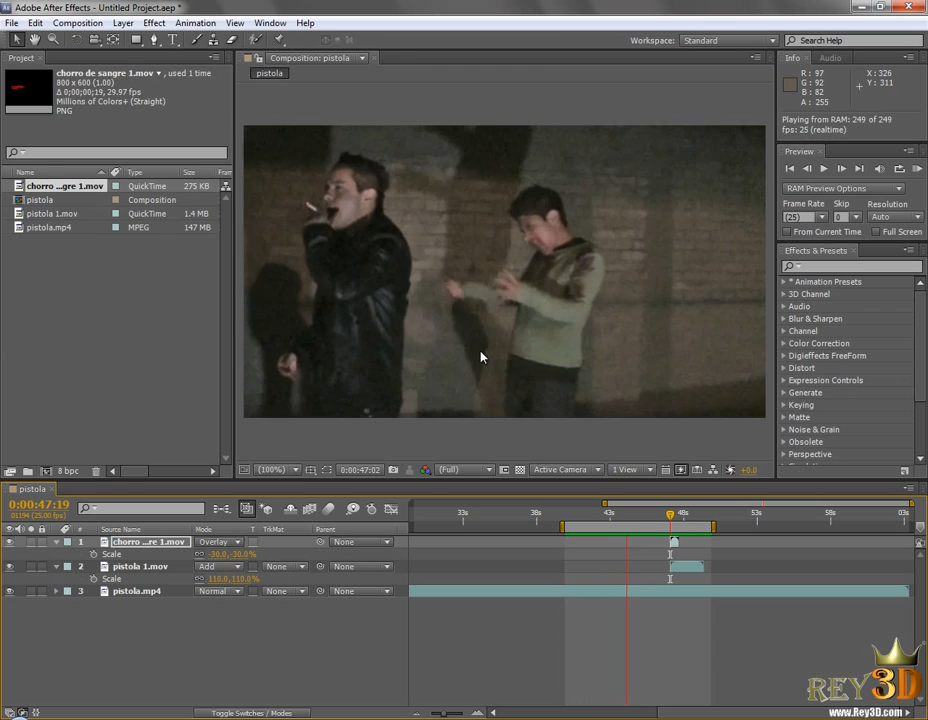 Adobe After Effects - Untitled Project.aep *
File Edit Composition Layer Effect Animation View Window Help
Workspace: Standard Search Help
Project
chorro de sangre 1.mov ▾, used 1 time
800 x 600 (1.00)
Δ 0;00;00;19, 29.97 fps
Millions of Colors+ (Straight)
PNG
Name Type Size Fram
chorro ...gre 1.mov QuickTime 275 KB
pistola Composition
pistola 1.mov QuickTime 1.4 MB
pistola.mp4 MPEG 147 MB
8 bpc
Composition: pistola
pistola
(100%) 0:00:47:02 (Full) Active Camera 1 View +0.0
Info Audio
R : 97 X : 326
G : 92 Y : 311
B : 82
A : 255
Playing from RAM: 249 of 249
fps: 25 (realtime)
Preview
RAM Preview Options
Frame Rate Skip Resolution
(25) 0 Auto
From Current Time Full Screen
Effects & Presets
* Animation Presets
3D Channel
Audio
Blur & Sharpen
Channel
Color Correction
Digieffects FreeForm
Distort
Expression Controls
Generate
Keying
Matte
Noise & Grain
Obsolete
Perspective
pistola
0:00:47:19
01194 (25.00 fps)
33s 38s 43s 48s 53s 58s 03s
# Source Name Mode T TrkMat Parent
1 chorro ...re 1.mov Overlay None
Scale -30.0,-30.0%
2 pistola 1.mov Add None None
Scale 110.0,110.0%
3 pistola.mp4 Normal None None
Toggle Switches / Modes
REY3D
www.Rey3D.com